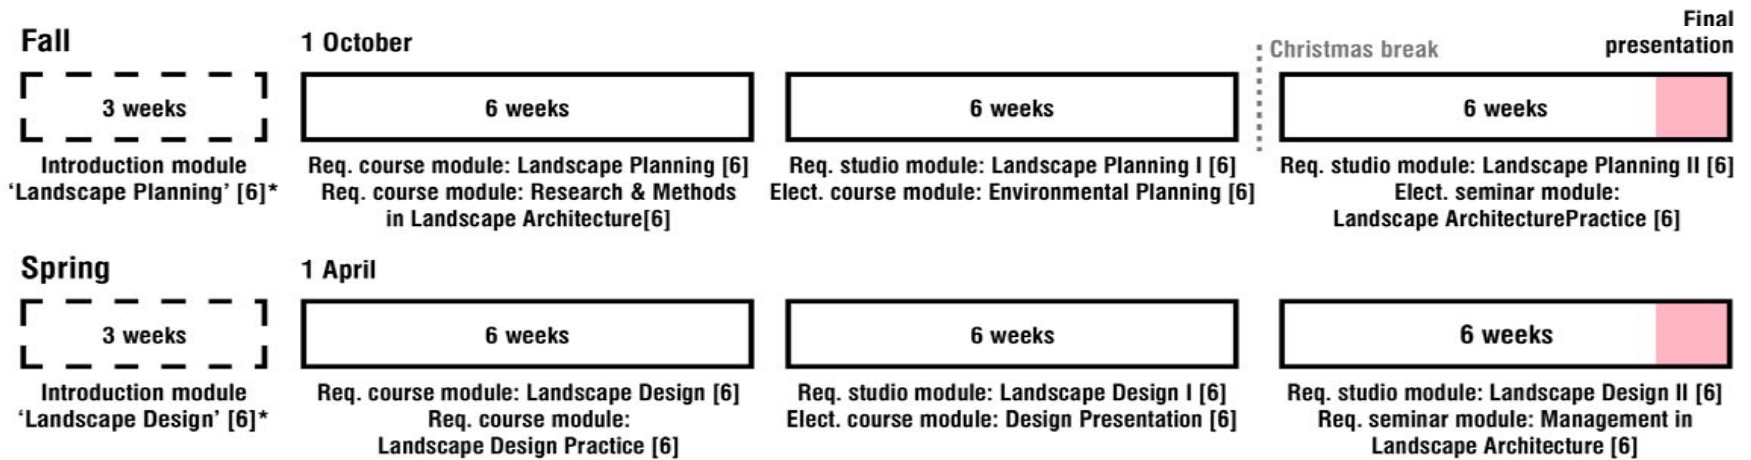 Fall
1 October
Christmas break
Final
presentation
3 weeks
6 weeks
6 weeks
6 weeks
Introduction module
‘Landscape Planning’ [6]*
Req. course module: Landscape Planning [6]
Req. course module: Research & Methods
in Landscape Architecture[6]
Req. studio module: Landscape Planning I [6]
Elect. course module: Environmental Planning [6]
Req. studio module: Landscape Planning II [6]
Elect. seminar module:
Landscape ArchitecturePractice [6]
Spring
1 April
3 weeks
6 weeks
6 weeks
6 weeks
Introduction module
‘Landscape Design’ [6]*
Req. course module: Landscape Design [6]
Req. course module:
Landscape Design Practice [6]
Req. studio module: Landscape Design I [6]
Elect. course module: Design Presentation [6]
Req. studio module: Landscape Design II [6]
Req. seminar module: Management in
Landscape Architecture [6]